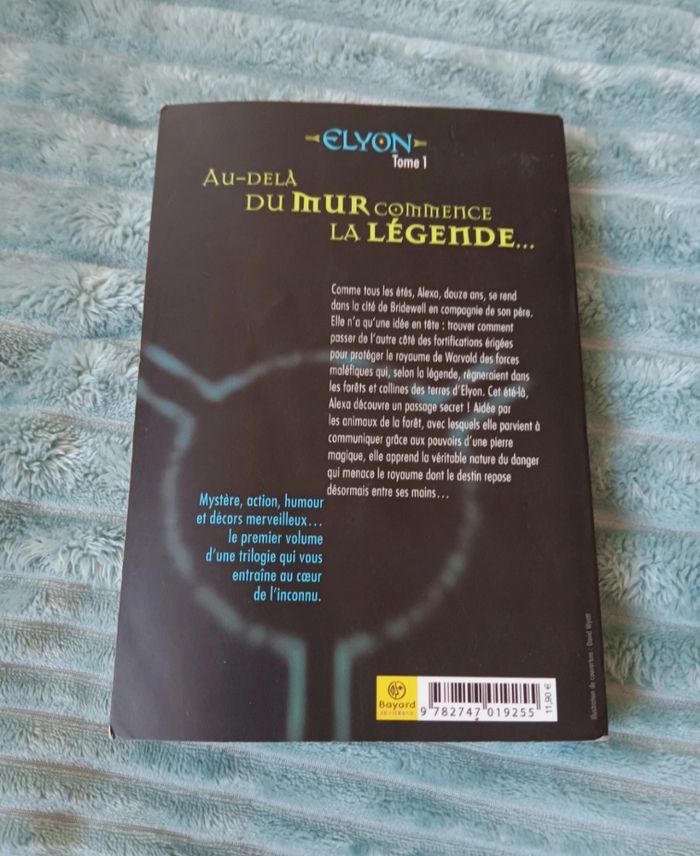 ELYON
Tome 1
AU-DELÀ
DU MUR COMMENCE
LA LÉGENDE...
Comme tous les étés, Alexa, douze ans, se rend
dans la cité de Bridewell en compagnie de son père.
Elle n'a qu'une idée en tête : trouver comment
passer de l'autre côté des fortifications érigées
pour protéger le royaume de Warvold des forces
maléfiques qui, selon la légende, règneraient dans
les forêts et collines des terres d'Elyon. Cet été-là,
Alexa découvre un passage secret ! Aidée par
les animaux de la forêt, avec lesquels elle parvient à
communiquer grâce aux pouvoirs d'une pierre
magique, elle apprend la véritable nature du danger
qui menace le royaume dont le destin repose
désormais entre ses mains...
Mystère, action, humour
et décors merveilleux...
le premier volume
d'une trilogie qui vous
entraîne au cœur
de l'inconnu.
Bayard
9 782747 019255
11,90 €
Illustration de couverture : David Wyatt